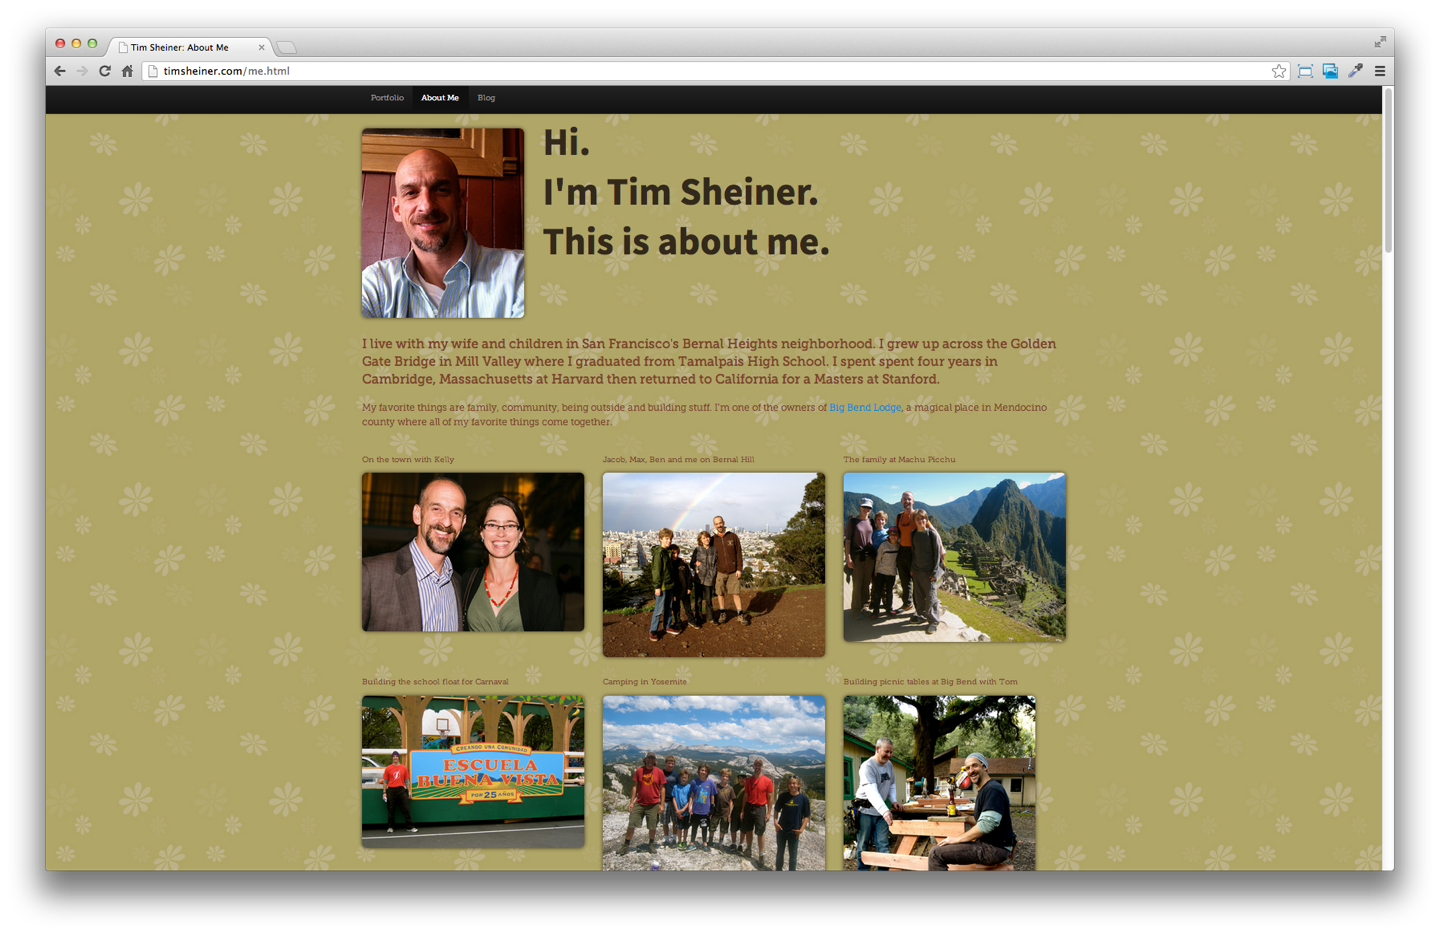 Tim Sheiner: About Me
timsheiner.com/me.html
Portfolio
About Me
Blog
Hi.
I'm Tim Sheiner.
This is about me.
I live with my wife and children in San Francisco's Bernal Heights neighborhood. I grew up across the Golden
Gate Bridge in Mill Valley where I graduated from Tamalpais High School. I spent spent four years in
Cambridge, Massachusetts at Harvard then returned to California for a Masters at Stanford.
My favorite things are family, community, being outside and building stuff. I'm one of the owners of Big Bend Lodge, a magical place in Mendocino
county where all of my favorite things come together.
On the town with Kelly
Jacob, Max, Ben and me on Bernal Hill
The family at Machu Picchu
Building the school float for Carnaval
Camping in Yosemite
Building picnic tables at Big Bend with Tom
CREANDO UNA COMUNIDAD
ESCUELA
BUENA VISTA
POR 25 AÑOS